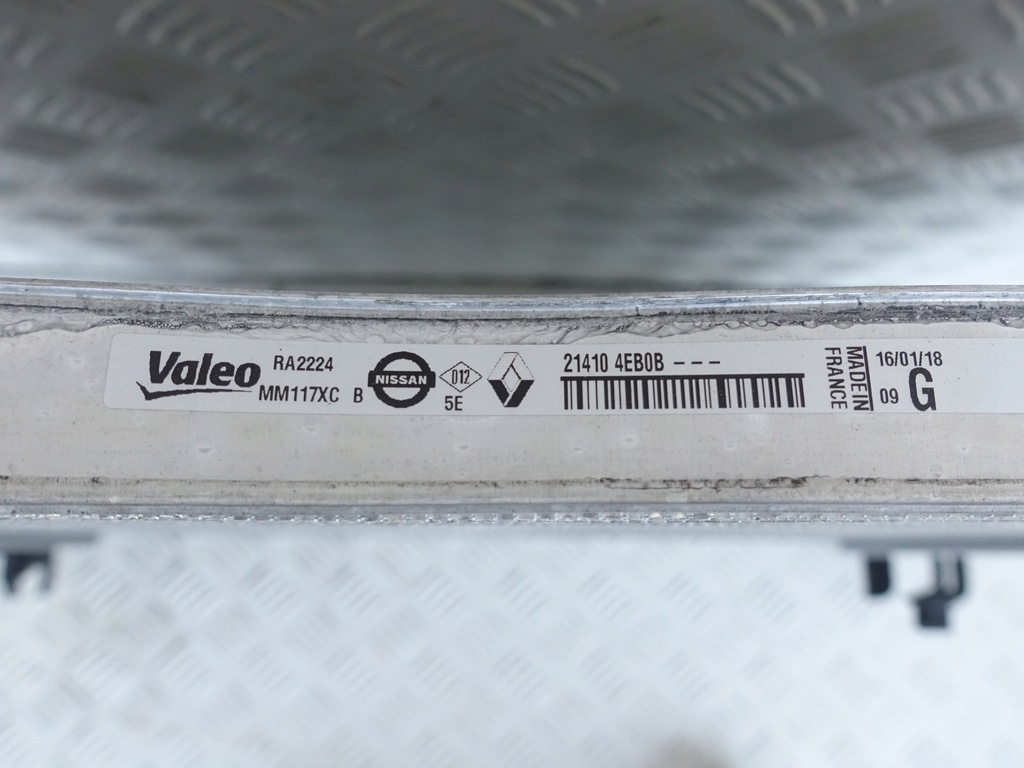 Valeo
RA2224
MM117XC B
NISSAN
012
5E
21410 4EB0B ---
MADE IN
FRANCE
16/01/18
09 G